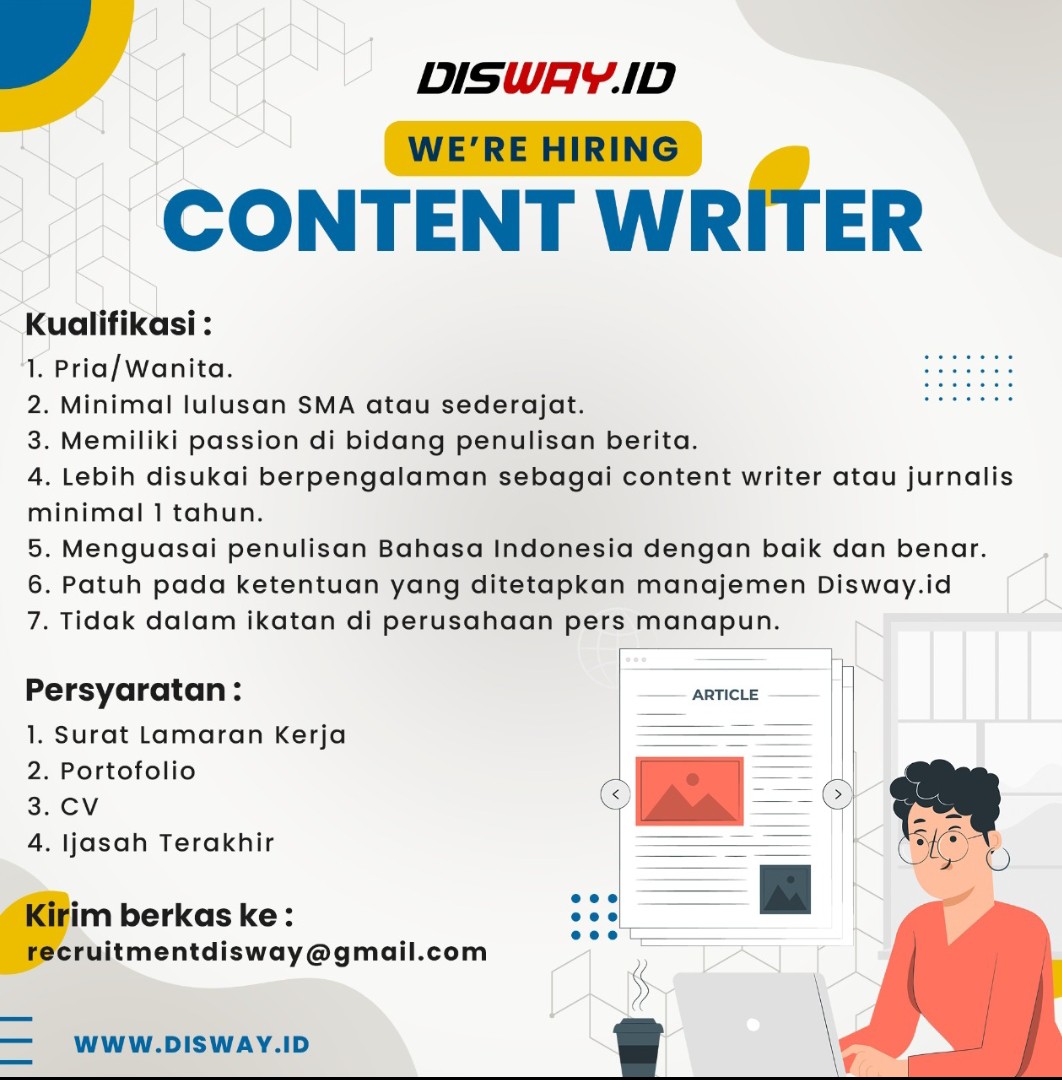 DISWAY.ID
WE'RE HIRING
CONTENT WRITER
Kualifikasi :
1. Pria/Wanita.
2. Minimal lulusan SMA atau sederajat.
3. Memiliki passion di bidang penulisan berita.
4. Lebih disukai berpengalaman sebagai content writer atau jurnalis
minimal 1 tahun.
5. Menguasai penulisan Bahasa Indonesia dengan baik dan benar.
6. Patuh pada ketentuan yang ditetapkan manajemen Disway.id
7. Tidak dalam ikatan di perusahaan pers manapun.
Persyaratan :
1. Surat Lamaran Kerja
2. Portofolio
3. CV
4. Ijasah Terakhir
ARTICLE
Kirim berkas ke :
recruitmentdisway@gmail.com
WWW.DISWAY.ID